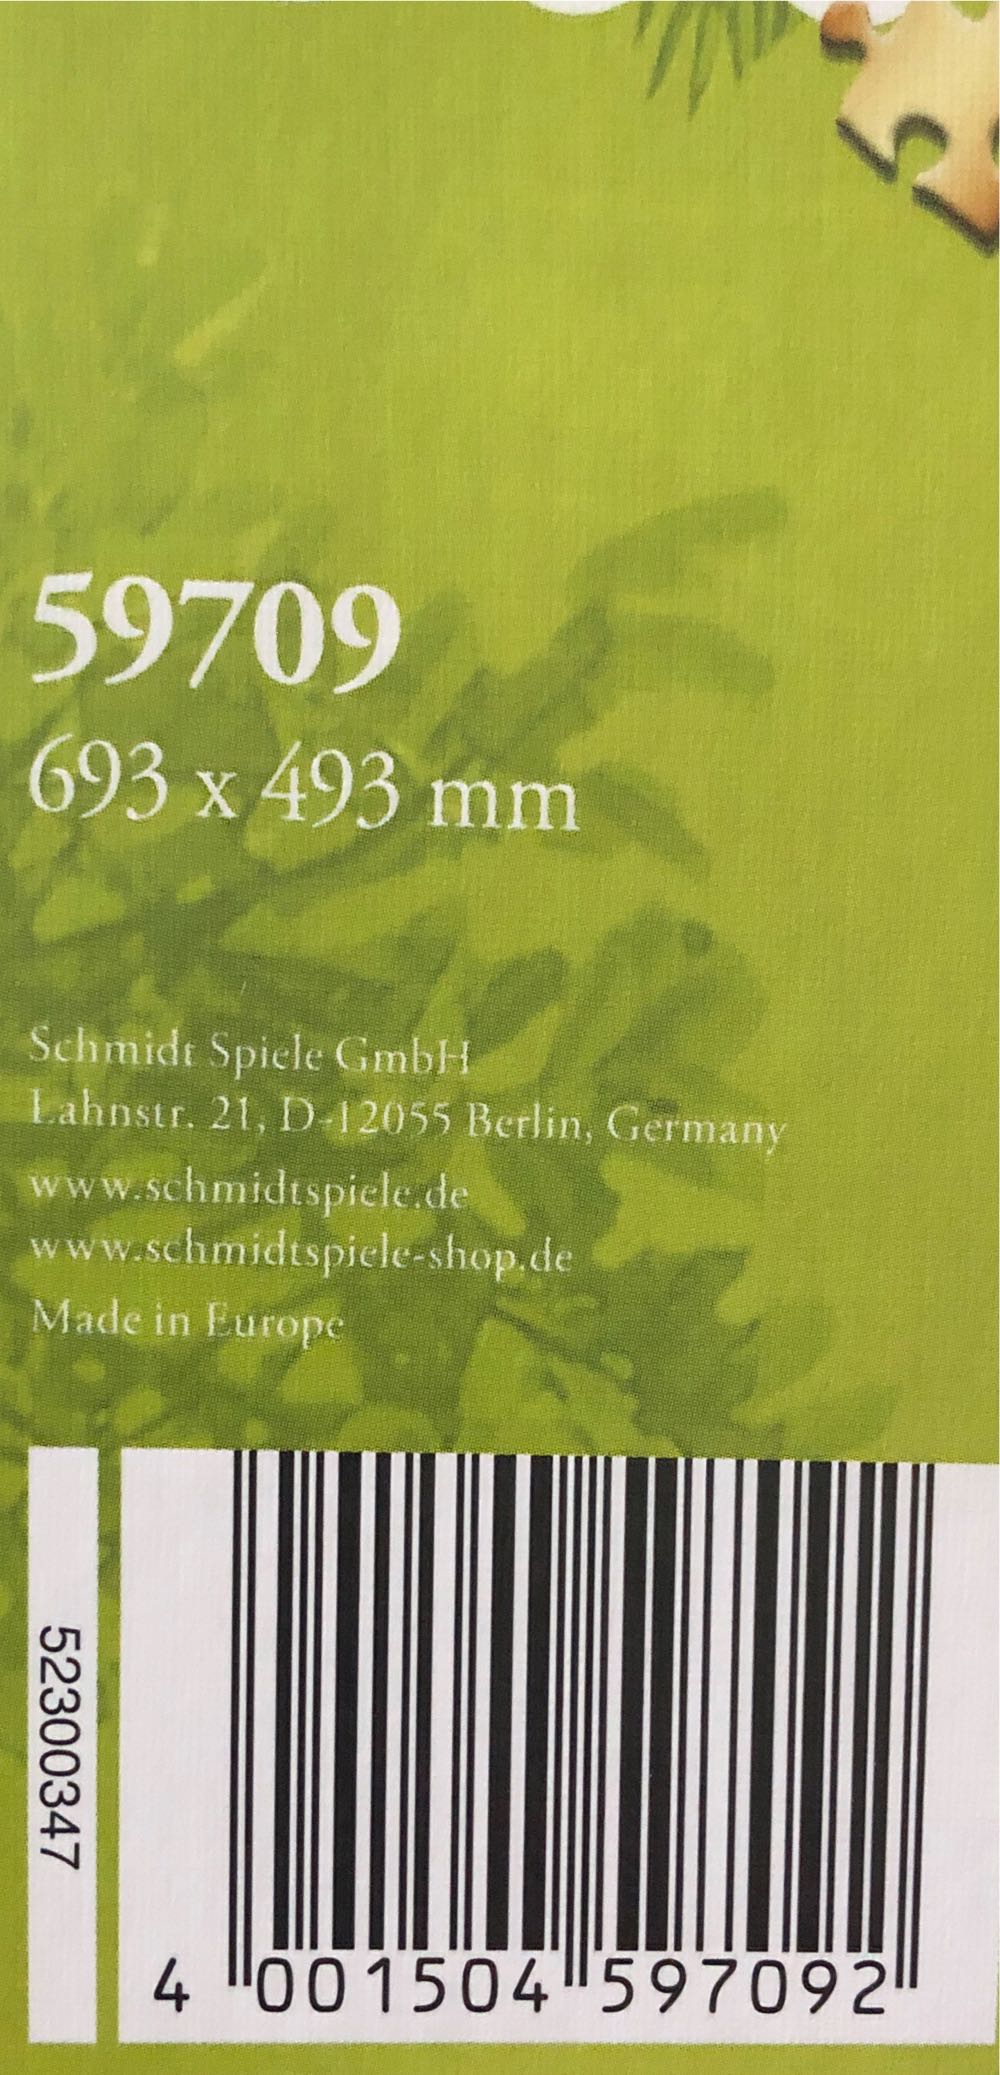 59709
693 x 493 mm
Schmidt Spiele GmbH
Lahnstr. 21, D-12055 Berlin, Germany
www.schmidtspiele.de
www.schmidtspiele-shop.de
Made in Europe
52300347
4 001504 597092